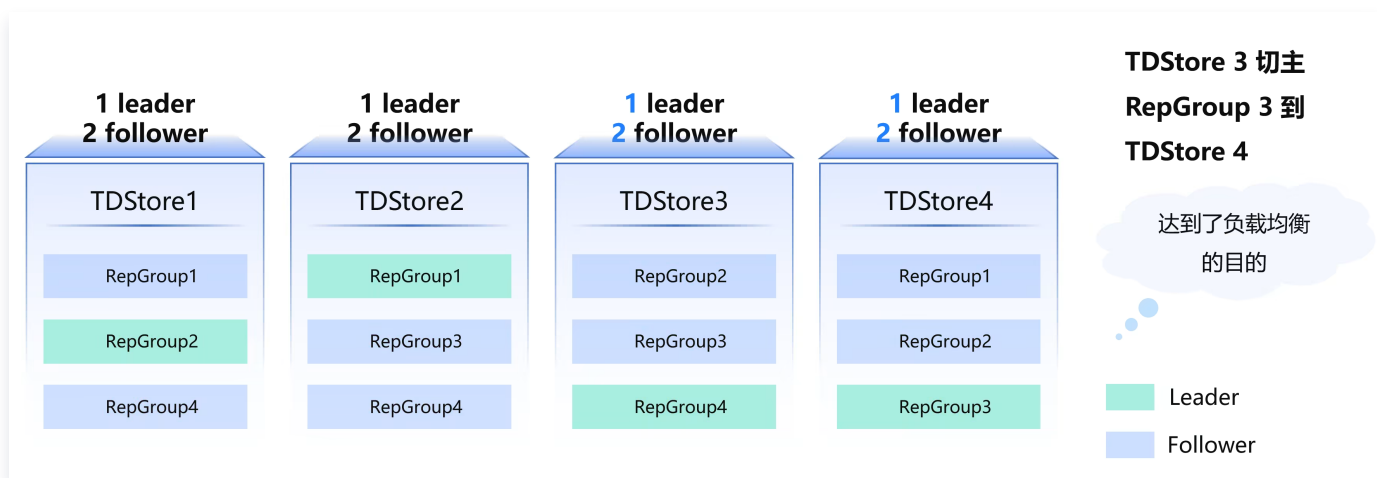 1 leader
2 follower
TDStore1
RepGroup1
RepGroup2
RepGroup4
1 leader
2 follower
TDStore2
RepGroup1
RepGroup3
RepGroup4
1 leader
2 follower
TDStore3
RepGroup2
RepGroup3
RepGroup4
1 leader
2 follower
TDStore4
RepGroup1
RepGroup2
RepGroup3
TDStore 3 切主
RepGroup 3 到
TDStore 4
达到了负载均衡
的目的
Leader
Follower